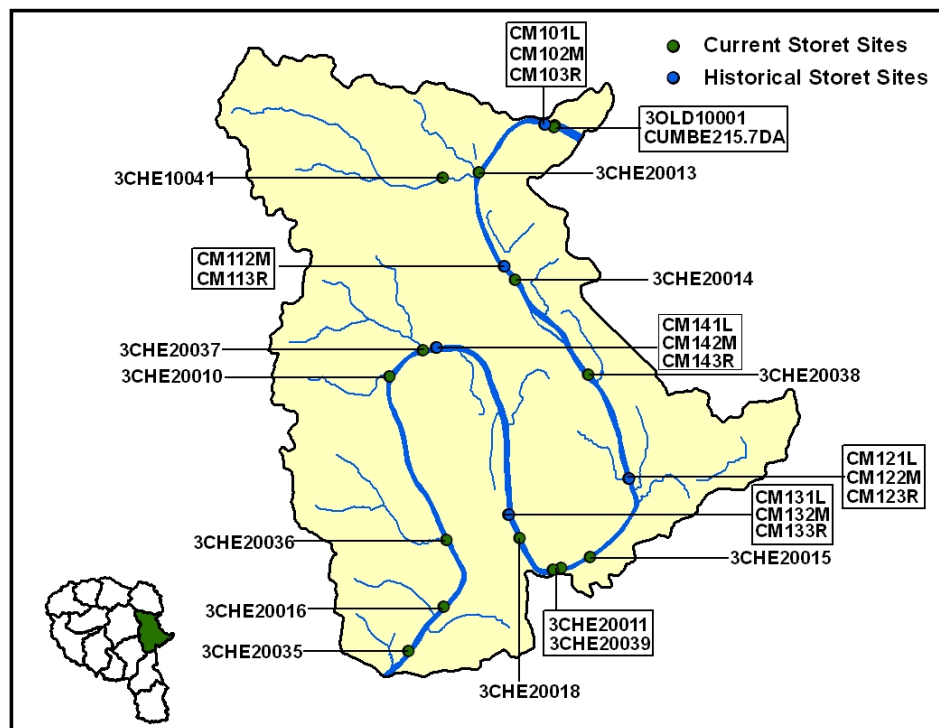 CM101L
CM102M
CM103R
Current Storet Sites
Historical Storet Sites
3OLD10001
CUMBE215.7DA
3CHE10041
3CHE20013
CM112M
CM113R
3CHE20014
CM141L
CM142M
CM143R
3CHE20037
3CHE20010
3CHE20038
CM121L
CM122M
CM123R
CM131L
CM132M
CM133R
3CHE20036
3CHE20015
3CHE20016
3CHE20011
3CHE20039
3CHE20035
3CHE20018